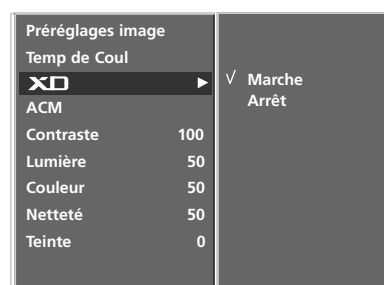 Préréglages image
Temp de Coul
XD
ACM
Contraste 100
Lumière 50
Couleur 50
Netteté 50
Teinte 0
√ Marche
Arrêt